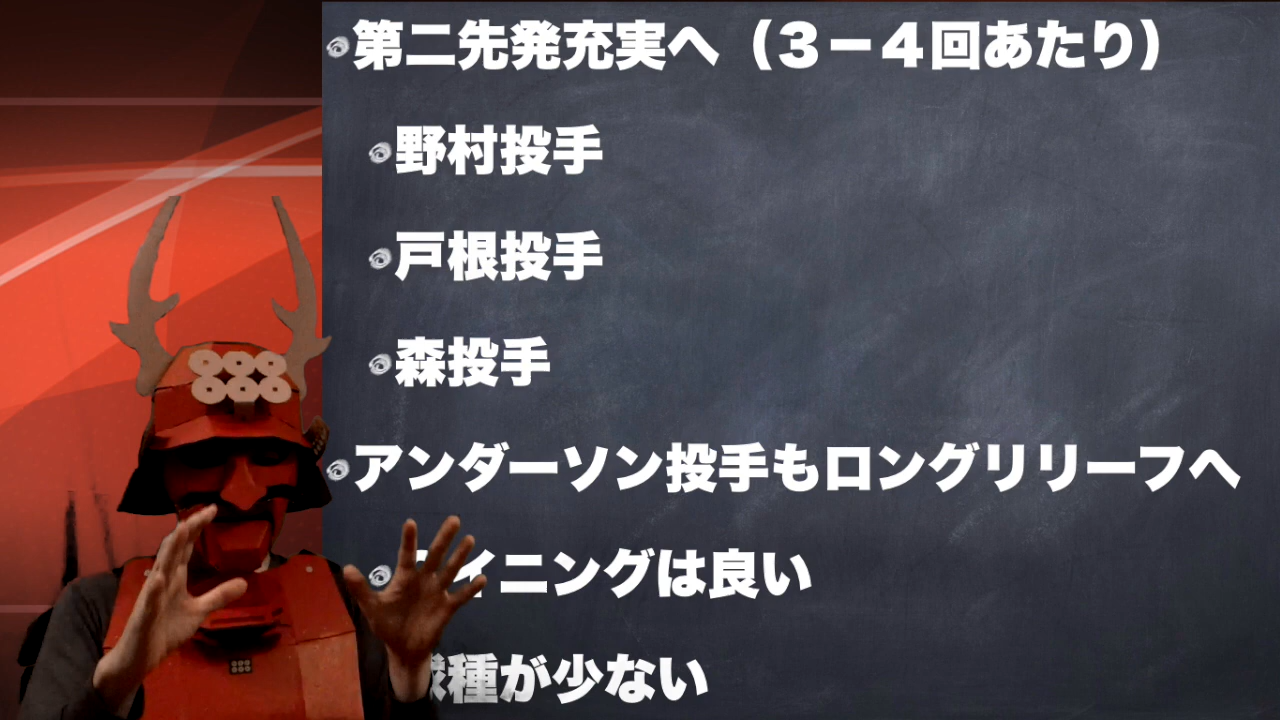 第二先発充実へ（３－４回あたり）
野村投手
戸根投手
森投手
アンダーソン投手もロングリリーフへ
イニングは良い
球種が少ない